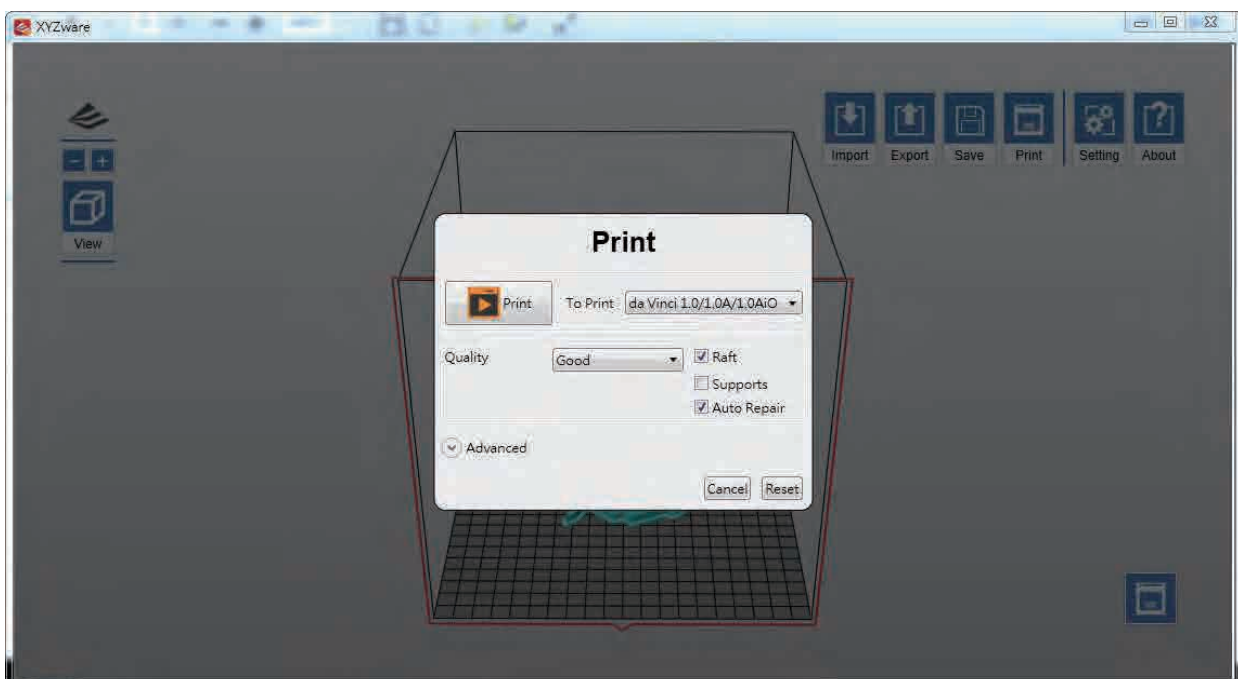 XYZware
Import Export Save Print Setting About
View
Print
Print To Print da Vinci 1.0/1.0A/1.0AiO
Quality Good Raft
Supports
Auto Repair
Advanced
Cancel Reset